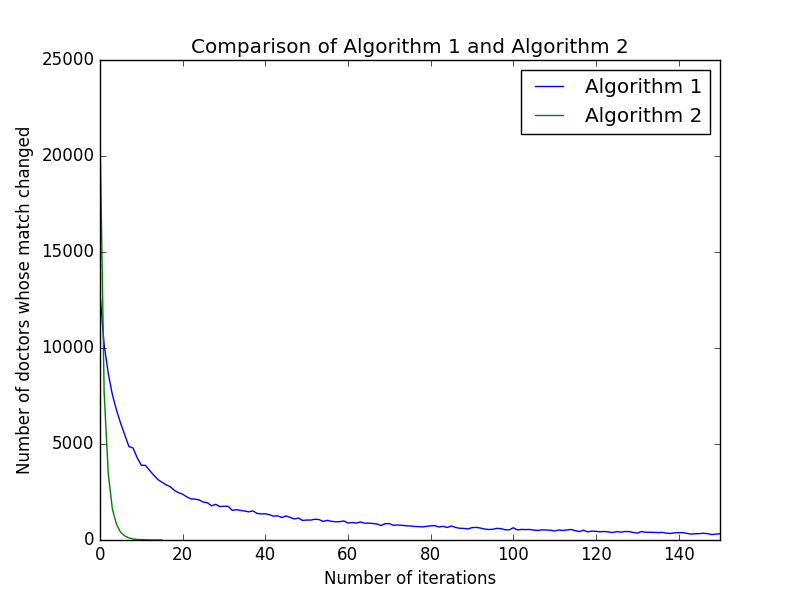 Comparison of Algorithm 1 and Algorithm 2
Algorithm 1
Algorithm 2
Number of doctors whose match changed
25000
20000
15000
10000
5000
0
0 20 40 60 80 100 120 140
Number of iterations